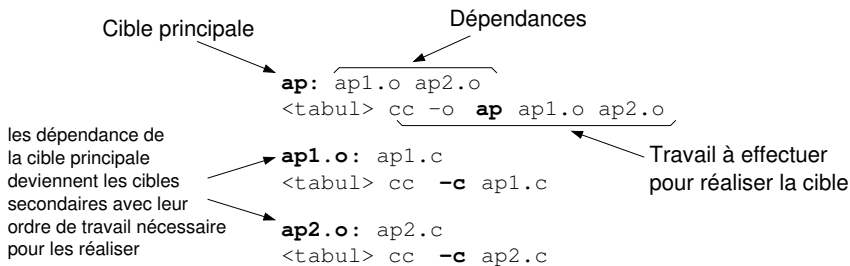 Cible principale
Dépendances
ap: ap1.o ap2.o
<tabul> cc -o ap ap1.o ap2.o
les dépendance de
la cible principale
deviennent les cibles
secondaires avec leur
ordre de travail nécessaire
pour les réaliser
ap1.o: ap1.c
<tabul> cc -c ap1.c
Travail à effectuer
pour réaliser la cible
ap2.o: ap2.c
<tabul> cc -c ap2.c